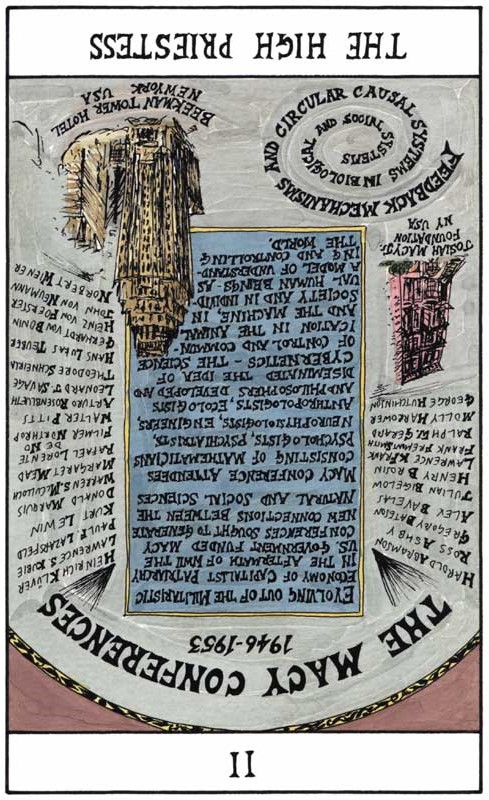 II
THE MACY CONFERENCES
1946-1953
HAROLD ABRAMSON
ROSS ASHBY
GREGORY BATESON
ALEX BAVELAS
JULIAN BIGELOW
HENRY BROSIN
LAWRENCE K. FRANK
FRANK FREMONT SMITH
RALPH GERARD
MOLLY HARROWER
GEORGE HUTCHINSON
EVOLVING OUT OF THE MILITARISTIC
ECONOMY OF CAPITALIST PATRIARCHY
IN THE AFTERMATH OF WWII THE
U.S. GOVERNMENT FUNDED MACY
CONFERENCES SOUGHT TO GENERATE
NEW CONNECTIONS BETWEEN THE
NATURAL AND SOCIAL SCIENCES
MACY CONFERENCE ATTENDEES
CONSISTING OF MATHEMATICIANS
PSYCHOLOGISTS, PSYCHIATRISTS,
NEUROPHYSIOLOGISTS, ENGINEERS
ANTHROPOLOGISTS, ECOLOGISTS,
AND PHILOSOPHERS DEVELOPED AND
DISEMINATED THE IDEA OF
CYBERNETICS - THE SCIENCE
OF CONTROL AND COMMUN-
ICATION IN THE ANIMAL
AND THE MACHINE, IN
SOCIETY AND IN INDIVID-
UAL HUMAN BEINGS - AS
A MODEL OF UNDERSTAND-
ING AND CONTROLLING
THE WORLD.
HEINRICH KLUVER
LAWRENCE S. KUBIE
PAUL F. LAZARSFELD
KURT LEWIN
DONALD MARQUIS
WARREN S. MCCULLOCH
MARGARET MEAD
RAFAEL LORENTE
DE NO
FILMER NORTHROP
WALTER PITTS
ARTURO ROSENBLUETH
LEONARD J. SAVAGE
THEODORE SCHNEIRLA
HANS LUKAS TEUBER
GERHARDT VON BONIN
HEINZ VON FOERSTER
JOHN VON NEUMANN
NORBERT WIENER
JOSIAH MACY JR.
FOUNDATION
NY USA
FEEDBACK MECHANISMS AND CIRCULAR CAUSAL SYSTEMS IN BIOLOGICAL AND SOCIAL SYSTEMS
BEEKMAN TOWER HOTEL
NEW YORK
USA
THE HIGH PRIESTESS